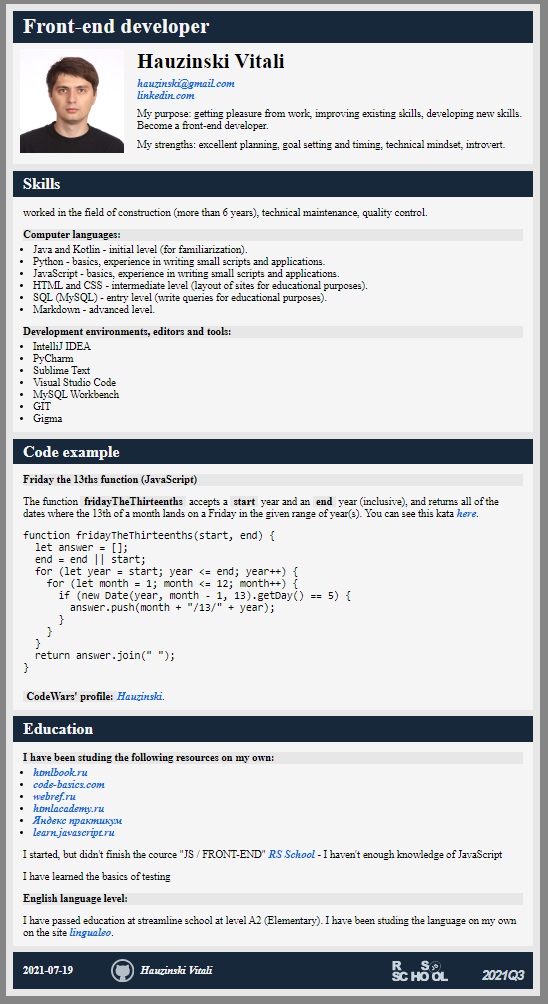 Front-end developer
Hauzinski Vitali
hauzinski@gmail.com
linkedin.com
My purpose: getting pleasure from work, improving existing skills, developing new skills.
Become a front-end developer.
My strengths: excellent planning, goal setting and timing, technical mindset, introvert.
Skills
worked in the field of construction (more than 6 years), technical maintenance, quality control.
Computer languages:
• Java and Kotlin - initial level (for familiarization).
• Python - basics, experience in writing small scripts and applications.
• JavaScript - basics, experience in writing small scripts and applications.
• HTML and CSS - intermediate level (layout of sites for educational purposes).
• SQL (MySQL) - entry level (write queries for educational purposes).
• Markdown - advanced level.
Development environments, editors and tools:
• IntelliJ IDEA
• PyCharm
• Sublime Text
• Visual Studio Code
• MySQL Workbench
• GIT
• Gigma
Code example
Friday the 13ths function (JavaScript)
The function fridayTheThirteenths accepts a start year and an end year (inclusive), and returns all of the
dates where the 13th of a month lands on a Friday in the given range of year(s). You can see this kata here.
function fridayTheThirteenths(start, end) {
  let answer = [];
  end = end || start;
  for (let year = start; year <= end; year++) {
    for (let month = 1; month <= 12; month++) {
      if (new Date(year, month - 1, 13).getDay() == 5) {
        answer.push(month + "/13/" + year);
      }
    }
  }
  return answer.join(" ");
}
CodeWars' profile: Hauzinski.
Education
I have been studing the following resources on my own:
• htmlbook.ru
• code-basics.com
• webref.ru
• htmlacademy.ru
• Яндекс практикум
• learn.javascript.ru
I started, but didn't finish the cource "JS / FRONT-END" RS School - I haven't enough knowledge of JavaScript
I have learned the basics of testing
English language level:
I have passed education at streamline school at level A2 (Elementary). I have been studing the language on my own
on the site lingualeo.
2021-07-19 Hauzinski Vitali RS SCHOOL 2021Q3